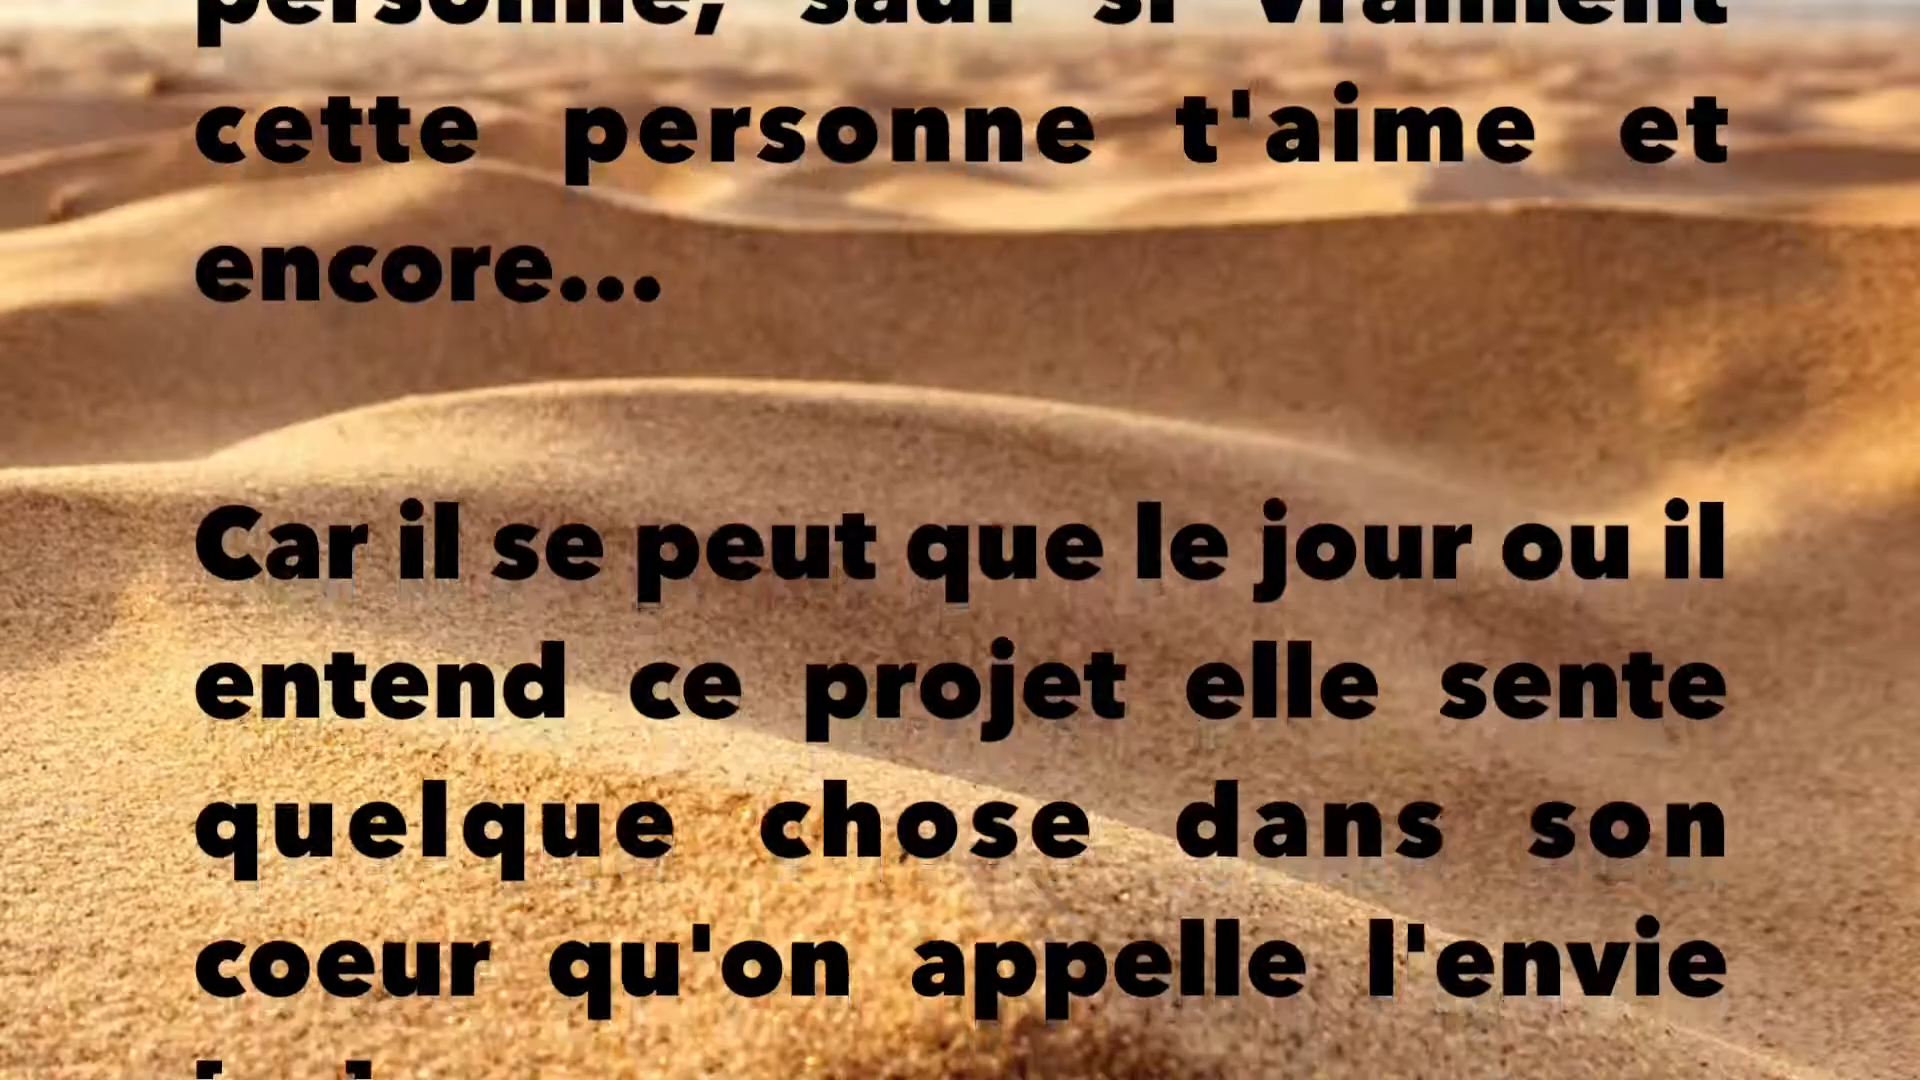 personne, sauf si vraiment
cette personne t'aime et
encore...
Car il se peut que le jour ou il
entend ce projet elle sente
quelque chose dans son
coeur qu'on appelle l'envie